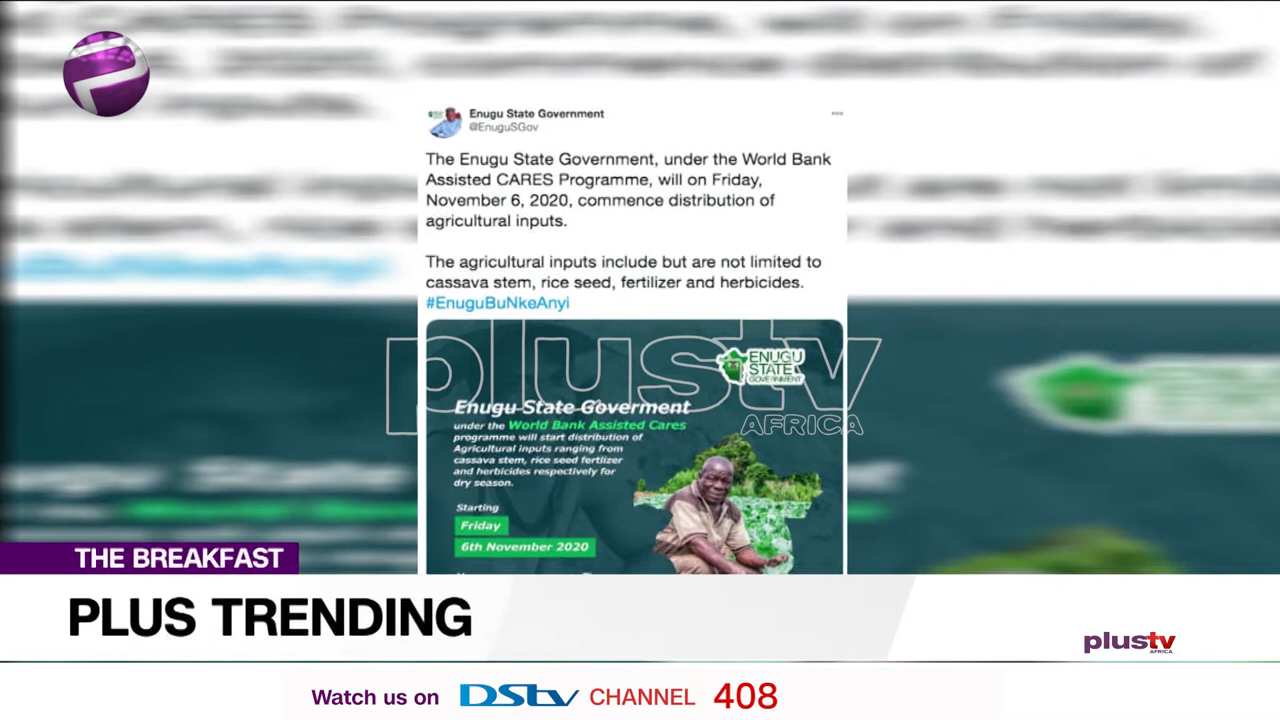 Enugu State Government
@EnuguSGov
The Enugu State Government, under the World Bank
Assisted CARES Programme, will on Friday,
November 6, 2020, commence distribution of
agricultural inputs.
The agricultural inputs include but are not limited to
cassava stem, rice seed, fertilizer and herbicides.
#EnuguBuNkeAnyi
plustv
AFRICA
ENUGU
STATE
GOVERNMENT
Enugu State Goverment
under the World Bank Assisted Cares
programme will start distribution of
Agricultural inputs ranging from
cassava stem, rice seed fertlizer
and herbicides respectively for
dry season.
Starting
Friday
6th November 2020
THE BREAKFAST
PLUS TRENDING
plustv
AFRICA
Watch us on DStv CHANNEL 408